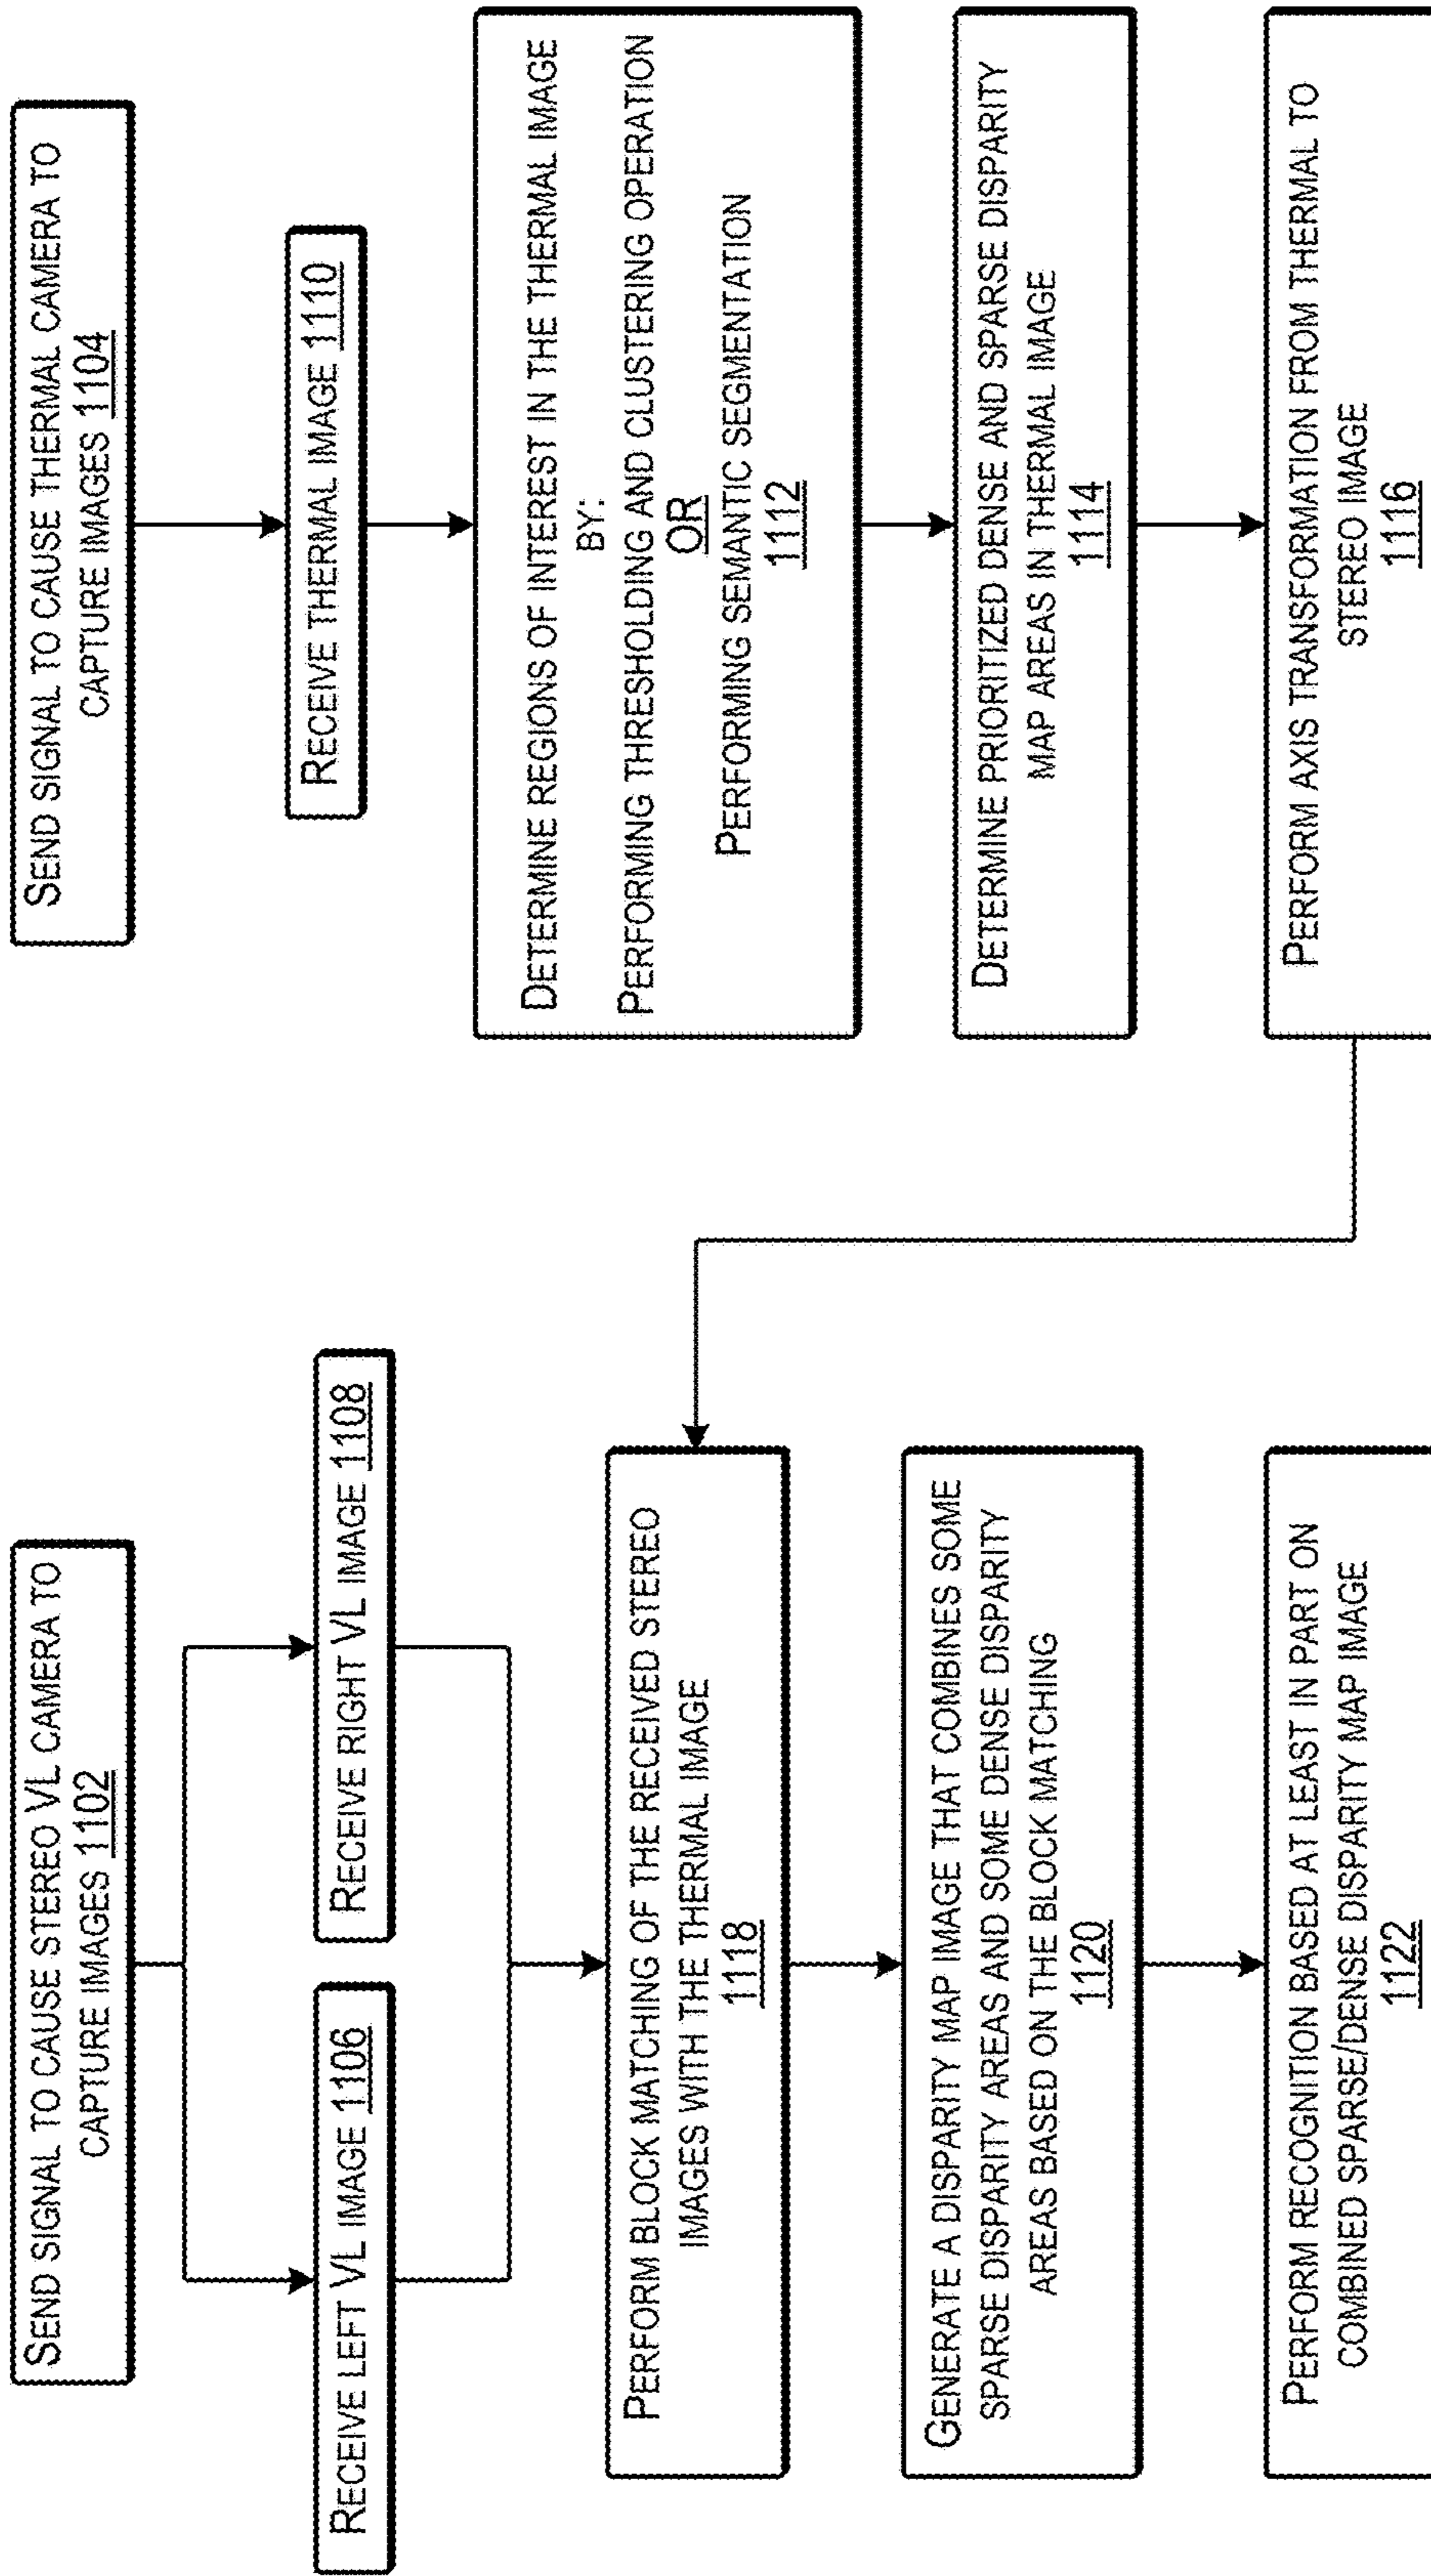 SEND SIGNAL TO CAUSE STEREO VL CAMERA TO
CAPTURE IMAGES 1102
RECEIVE LEFT VL IMAGE 1106
RECEIVE RIGHT VL IMAGE 1108
PERFORM BLOCK MATCHING OF THE RECEIVED STEREO
IMAGES WITH THE THERMAL IMAGE
1118
GENERATE A DISPARITY MAP IMAGE THAT COMBINES SOME
SPARSE DISPARITY AREAS AND SOME DENSE DISPARITY
AREAS BASED ON THE BLOCK MATCHING
1120
PERFORM RECOGNITION BASED AT LEAST IN PART ON
COMBINED SPARSE/DENSE DISPARITY MAP IMAGE
1122
SEND SIGNAL TO CAUSE THERMAL CAMERA TO
CAPTURE IMAGES 1104
RECEIVE THERMAL IMAGE 1110
DETERMINE REGIONS OF INTEREST IN THE THERMAL IMAGE
BY:
PERFORMING THRESHOLDING AND CLUSTERING OPERATION
OR
PERFORMING SEMANTIC SEGMENTATION
1112
DETERMINE PRIORITIZED DENSE AND SPARSE DISPARITY
MAP AREAS IN THERMAL IMAGE
1114
PERFORM AXIS TRANSFORMATION FROM THERMAL TO
STEREO IMAGE
1116